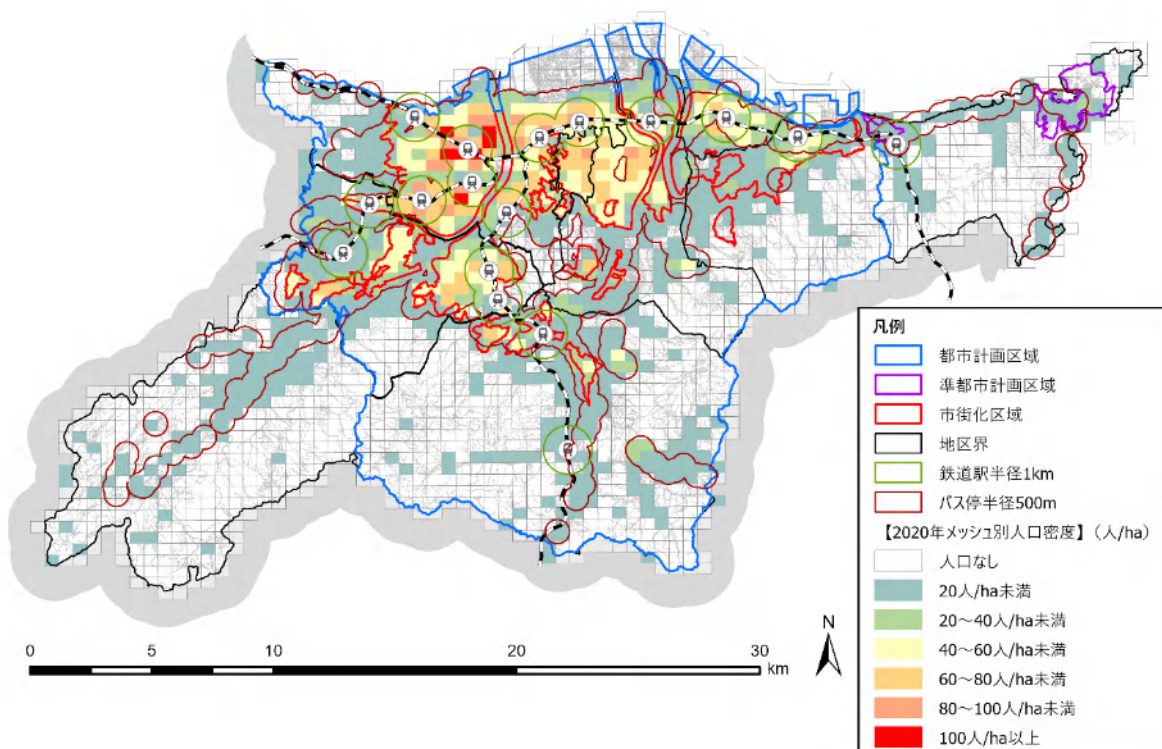 凡例
都市計画区域
準都市計画区域
市街化区域
地区界
鉄道駅半径1km
バス停半径500m
【2020年メッシュ別人口密度】(人/ha)
人口なし
20人/ha未満
20～40人/ha未満
40～60人/ha未満
60～80人/ha未満
80～100人/ha未満
100人/ha以上
N
0 5 10 20 30
km